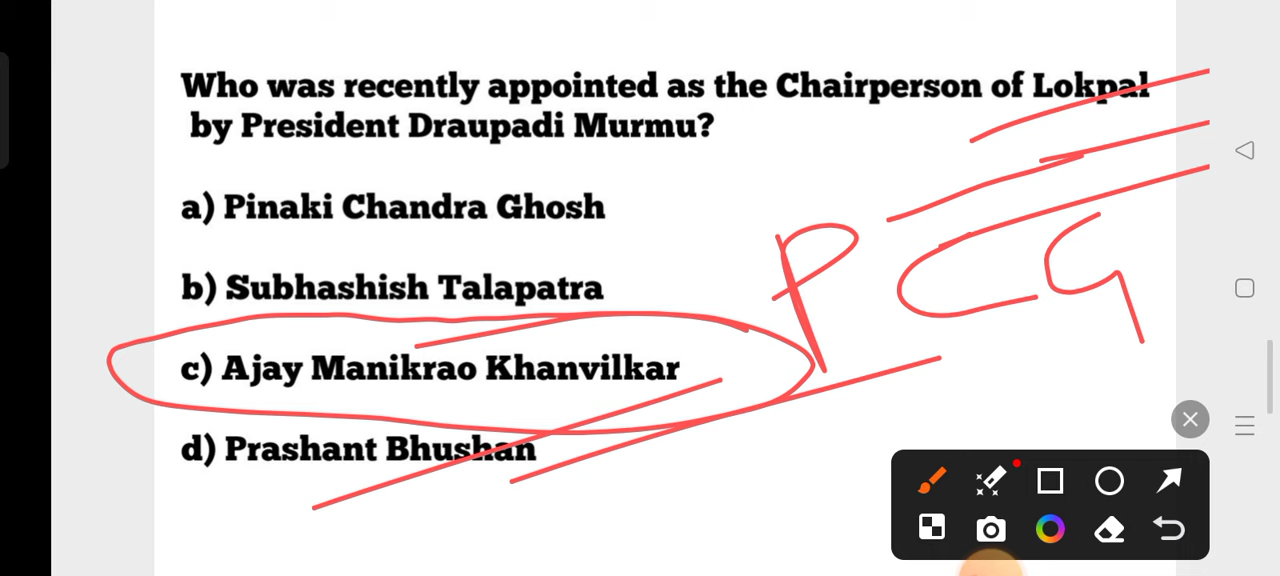 Who was recently appointed as the Chairperson of Lokpal
by President Draupadi Murmu?
a) Pinaki Chandra Ghosh
b) Subhashish Talapatra
c) Ajay Manikrao Khanvilkar
d) Prashant Bhushan
P C G